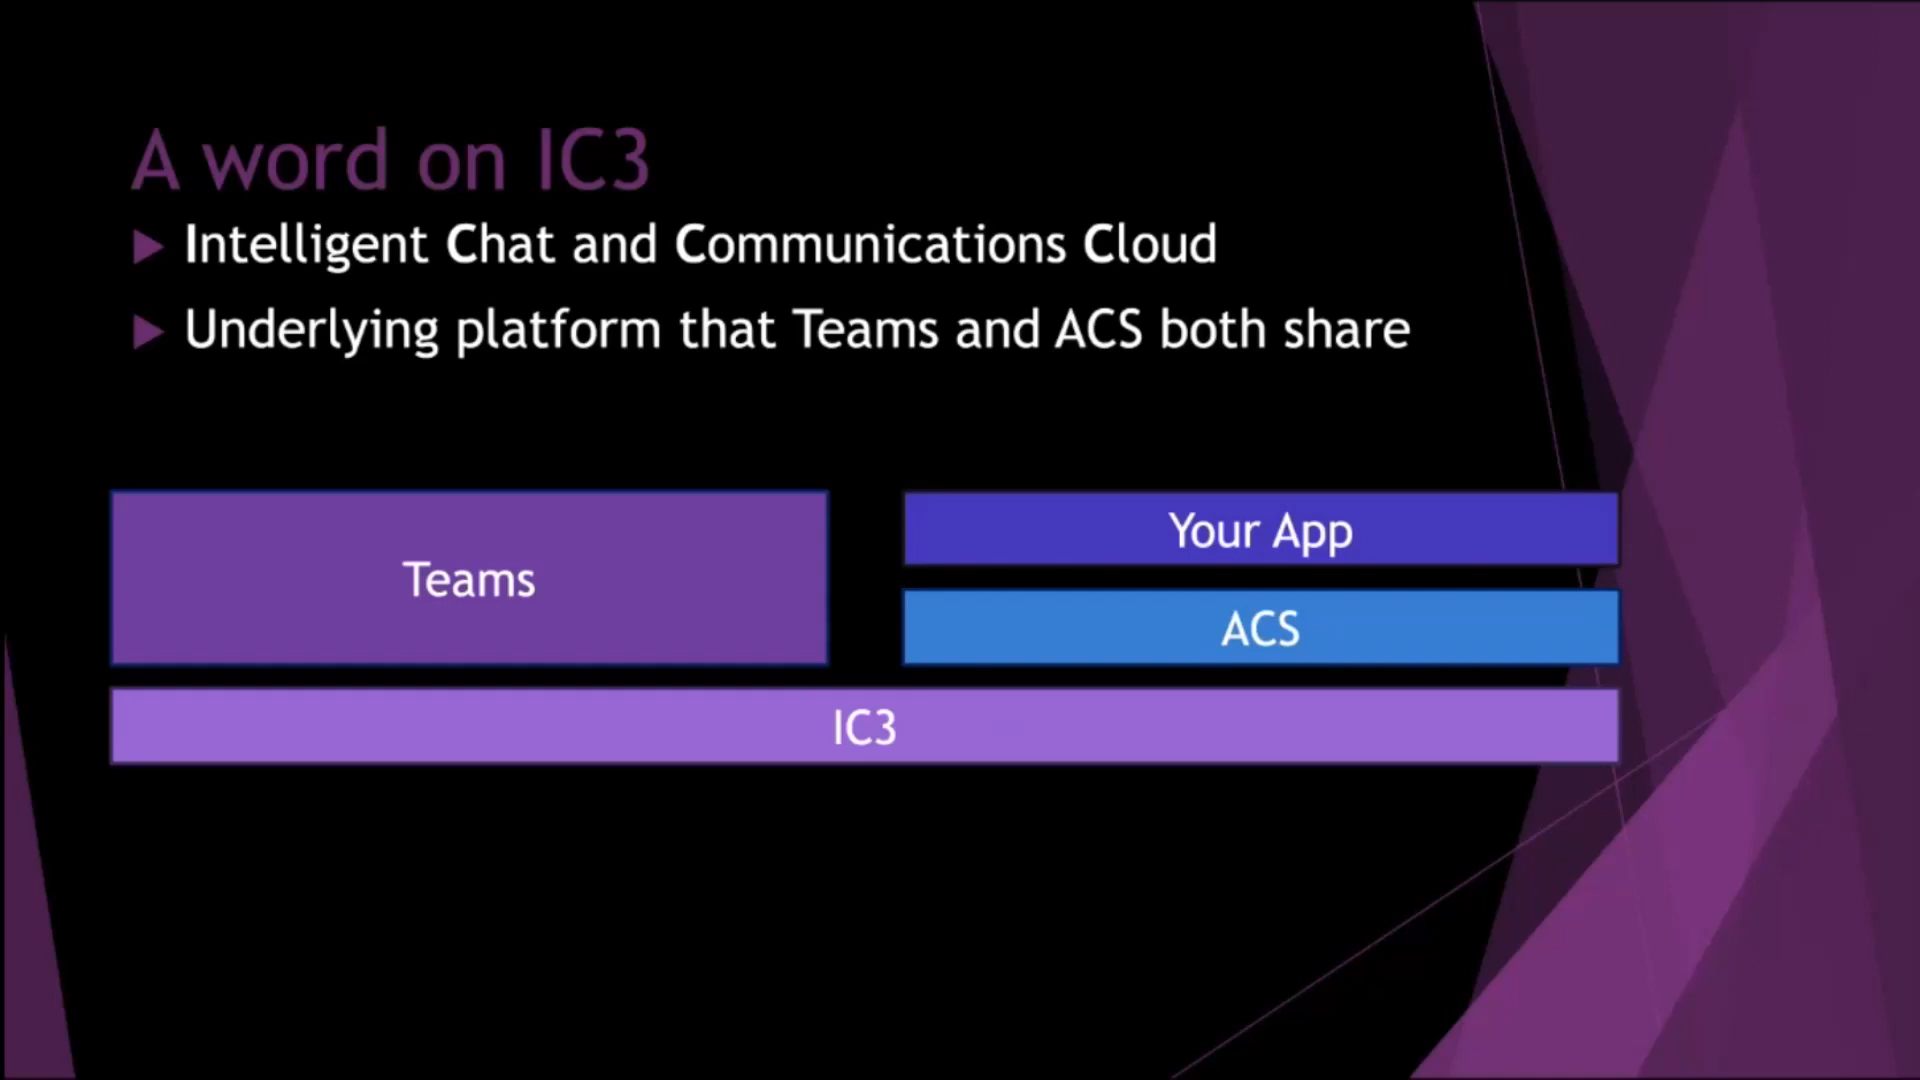 A word on IC3
Intelligent Chat and Communications Cloud
Underlying platform that Teams and ACS both share
Teams
Your App
ACS
IC3